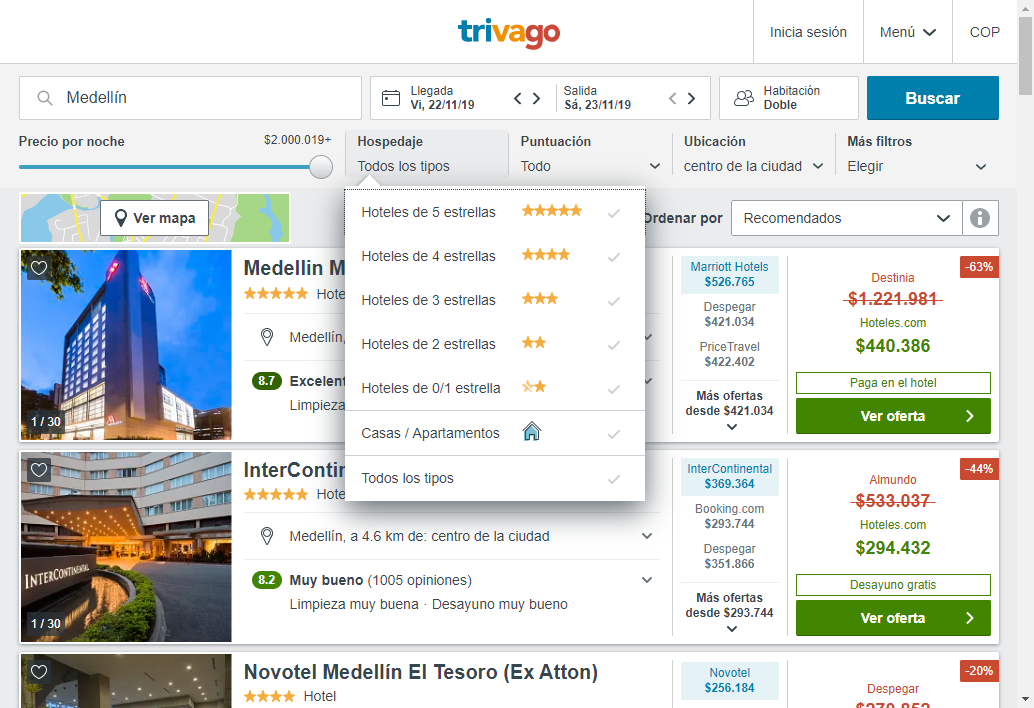 trivago
Inicia sesión
Menú
COP
Medellín
Llegada
Vi, 22/11/19
Salida
Sá, 23/11/19
Habitación
Doble
Buscar
Precio por noche
$2.000.019+
Hospedaje
Todos los tipos
Puntuación
Todo
Ubicación
centro de la ciudad
Más filtros
Elegir
Ver mapa
Hoteles de 5 estrellas
Hoteles de 4 estrellas
Hoteles de 3 estrellas
Hoteles de 2 estrellas
Hoteles de 0/1 estrella
Casas / Apartamentos
Todos los tipos
Ordenar por
Recomendados
Medellin M
Hote
Medellín,
8.7 Excelent
Limpieza
1 / 30
Marriott Hotels
$526.765
Despegar
$421.034
PriceTravel
$422.402
Más ofertas
desde $421.034
-63%
Destinia
$1.221.981
Hoteles.com
$440.386
Paga en el hotel
Ver oferta
InterContin
Hote
Medellín, a 4.6 km de: centro de la ciudad
8.2 Muy bueno (1005 opiniones)
Limpieza muy buena · Desayuno muy bueno
INTERCONTINENTAL
1 / 30
InterContinental
$369.364
Booking.com
$293.744
Despegar
$351.866
Más ofertas
desde $293.744
-44%
Almundo
$533.037
Hoteles.com
$294.432
Desayuno gratis
Ver oferta
Novotel Medellín El Tesoro (Ex Atton)
Hotel
Novotel
$256.184
-20%
Despegar